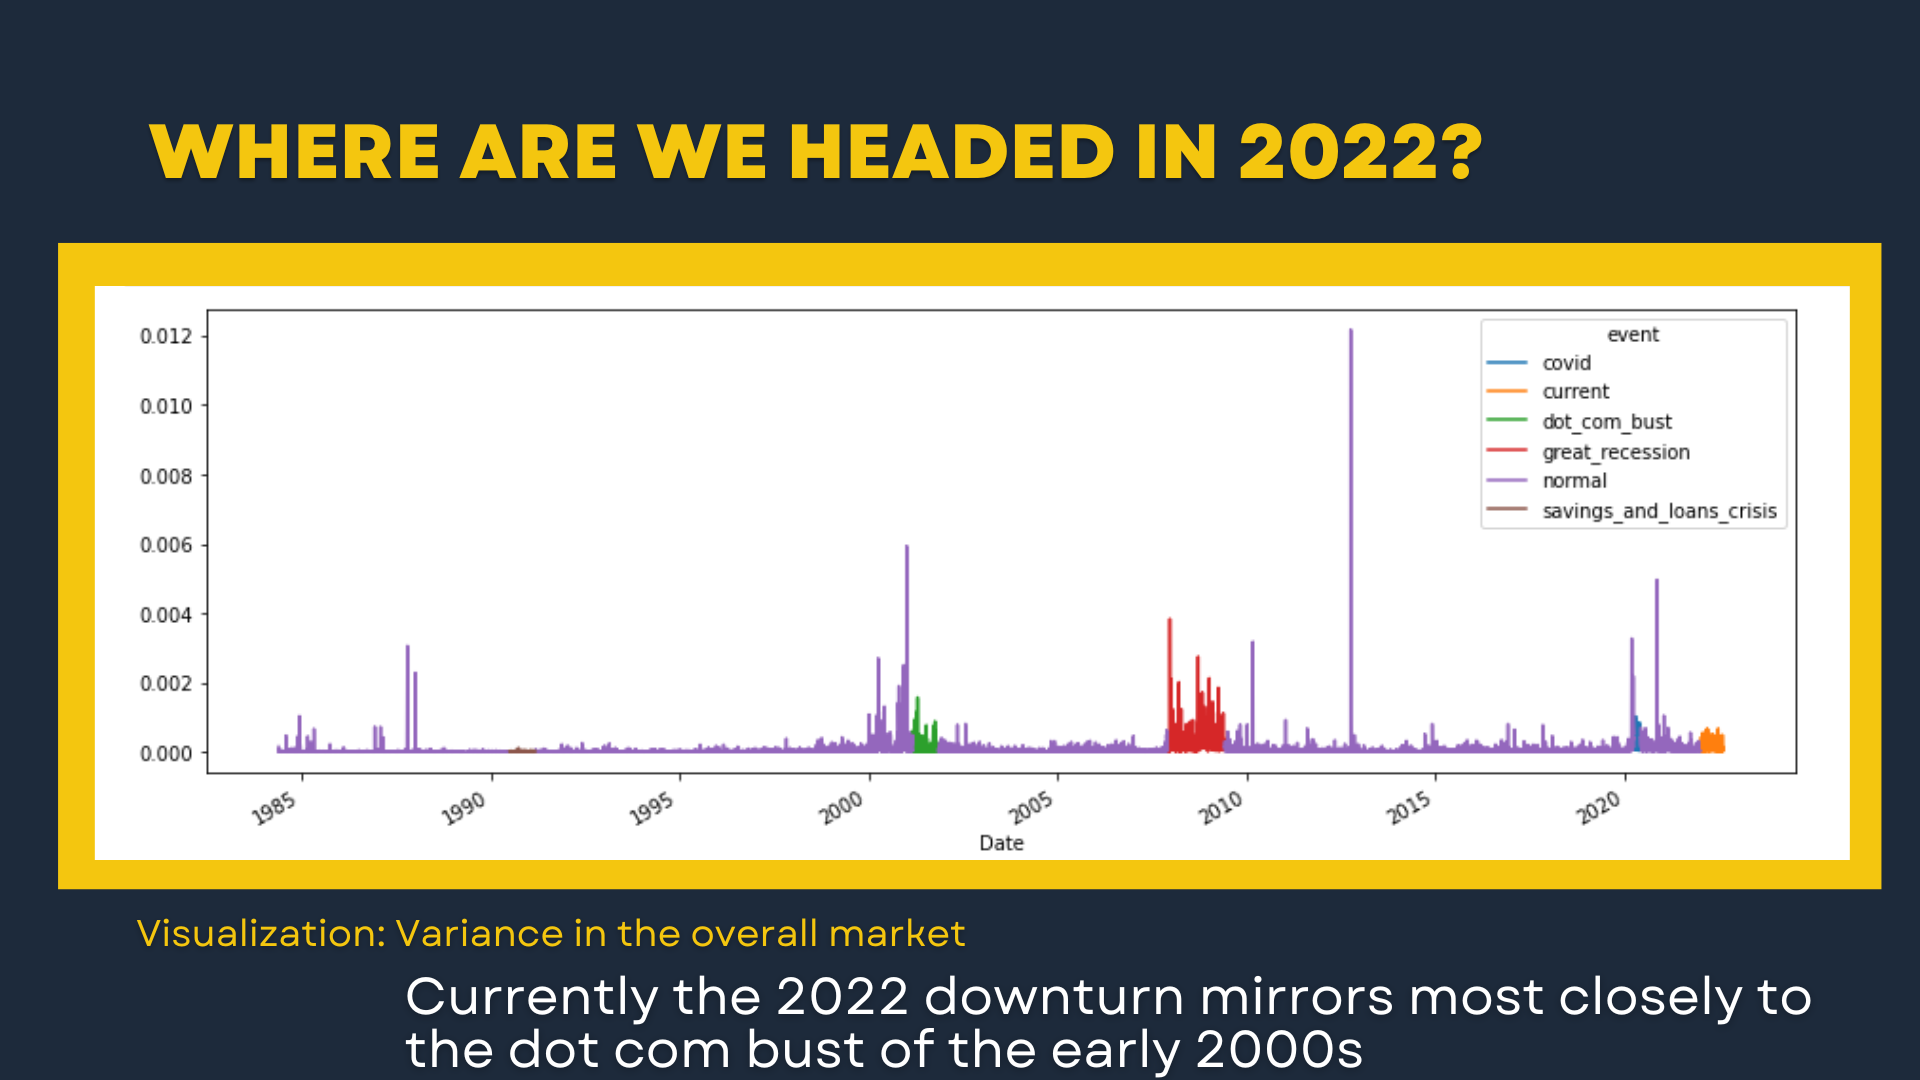 WHERE ARE WE HEADED IN 2022?
0.012
0.010
0.008
0.006
0.004
0.002
0.000
event
covid
current
dot_com_bust
great_recession
normal
savings_and_loans_crisis
1985 1990 1995 2000 2005 2010 2015 2020
Date
Visualization: Variance in the overall market
Currently the 2022 downturn mirrors most closely to
the dot com bust of the early 2000s